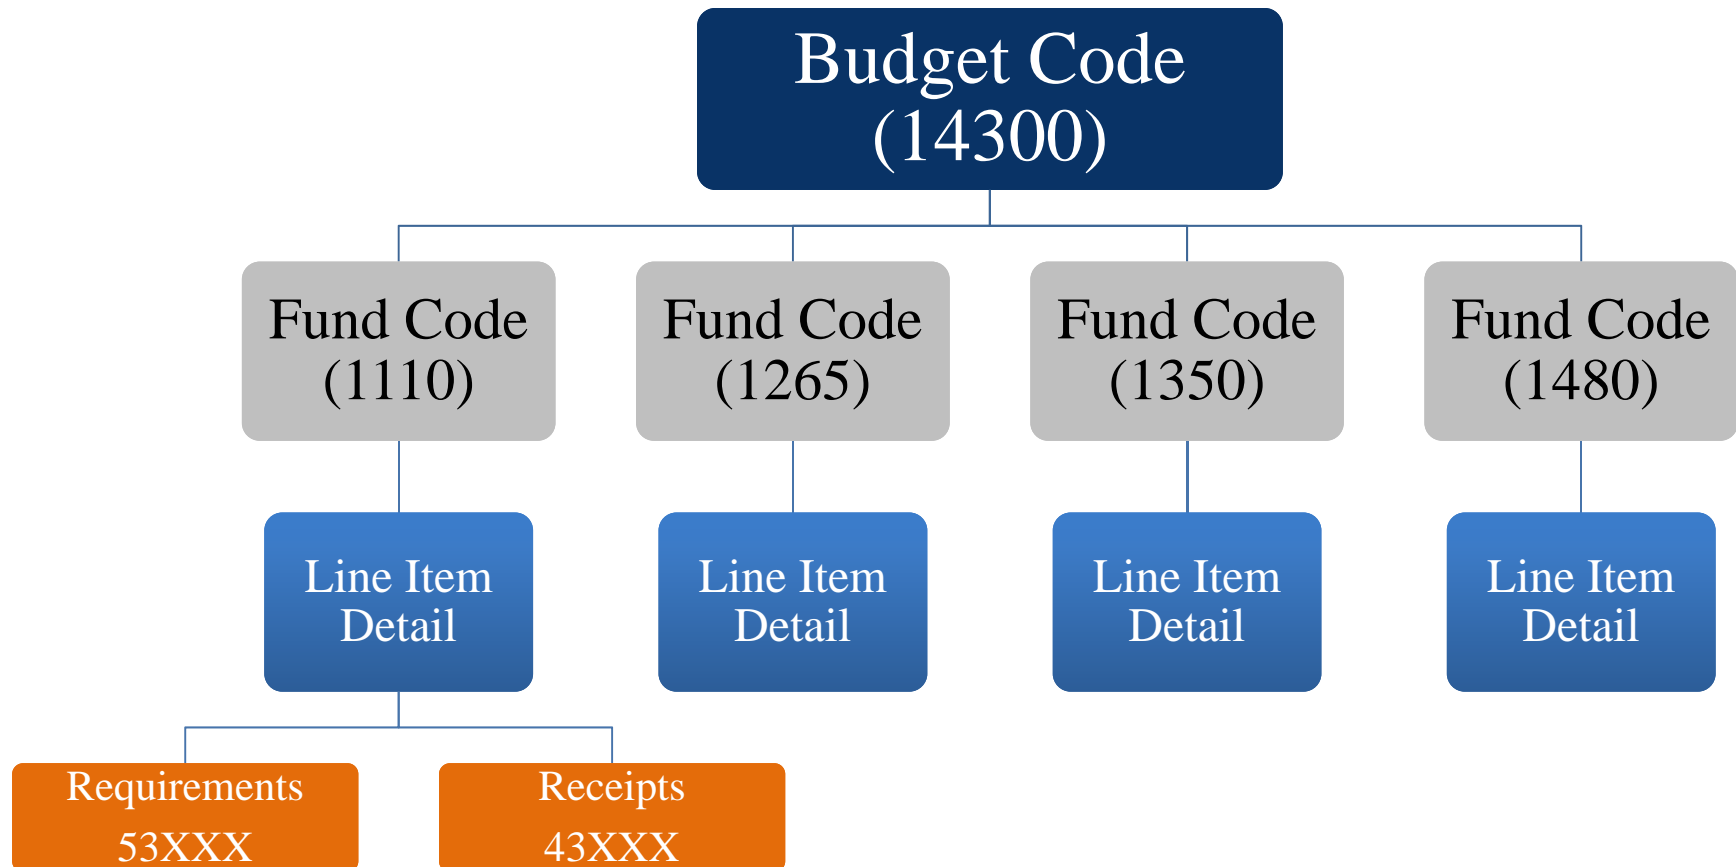 Budget Code
(14300)
Fund Code
(1110)
Fund Code
(1265)
Fund Code
(1350)
Fund Code
(1480)
Line Item
Detail
Line Item
Detail
Line Item
Detail
Line Item
Detail
Requirements
53XXX
Receipts
43XXX